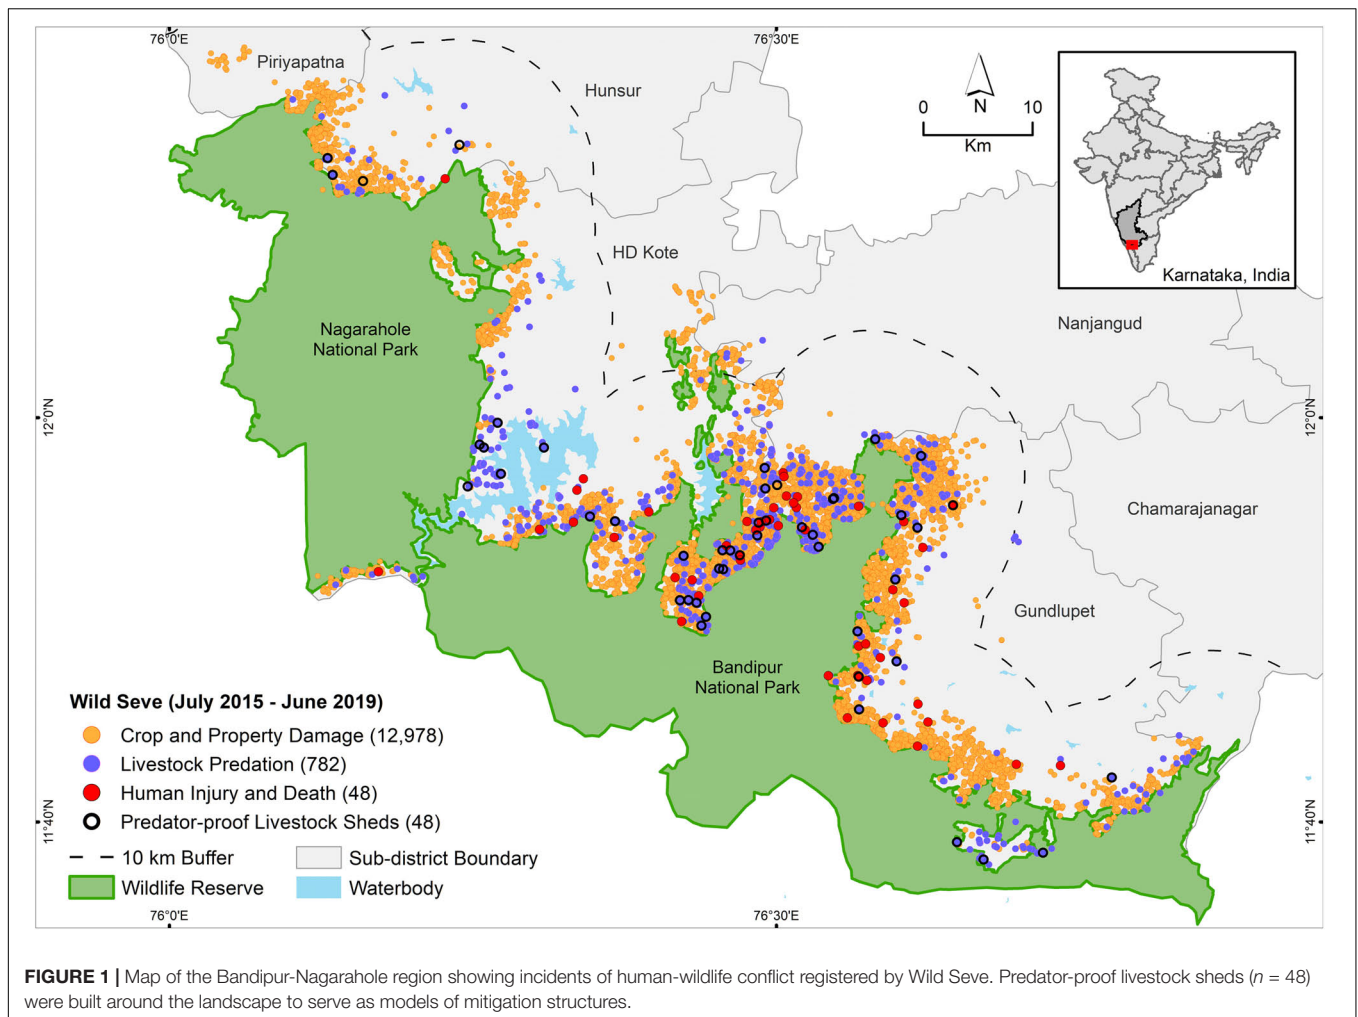 76°0'E
76°30'E
Piriyapatna
Hunsur
0
N
10
Km
HD Kote
Karnataka, India
Nagarahole
National Park
Nanjangud
12°0'N
12°0'N
Chamarajanagar
Gundlupet
Bandipur
National Park
Wild Seve (July 2015 - June 2019)
Crop and Property Damage (12,978)
Livestock Predation (782)
Human Injury and Death (48)
Predator-proof Livestock Sheds (48)
10 km Buffer
Sub-district Boundary
Wildlife Reserve
Waterbody
11°40'N
11°40'N
76°0'E
76°30'E
FIGURE 1 | Map of the Bandipur-Nagarahole region showing incidents of human-wildlife conflict registered by Wild Seve. Predator-proof livestock sheds (n = 48)
were built around the landscape to serve as models of mitigation structures.